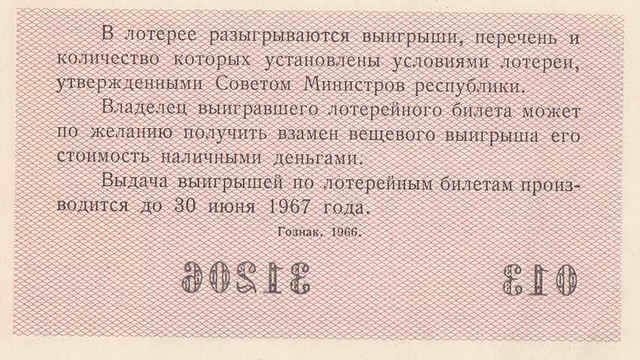 В лотерее разыгрываются выигрыши, перечень и
количество которых установлены условиями лотереи,
утвержденными Советом Министров республики.
Владелец выигравшего лотерейного билета может
по желанию получить взамен вещевого выигрыша его
стоимость наличными деньгами.
Выдача выигрышей по лотерейным билетам произ-
водится до 30 июня 1967 года.
Гознак. 1966.
31206 013